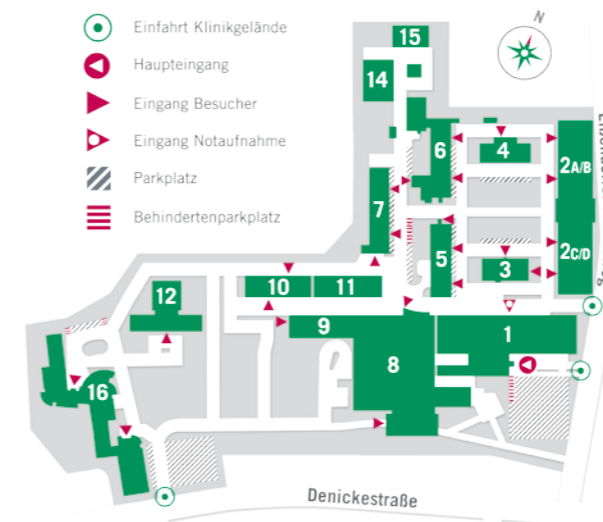 Einfahrt Klinikgelände
Haupteingang
Eingang Besucher
Eingang Notaufnahme
Parkplatz
Behindertenparkplatz
N
15
14
6
4
2A/B
7
5
3
2C/D
12
10
11
9
1
8
16
Denickestraße